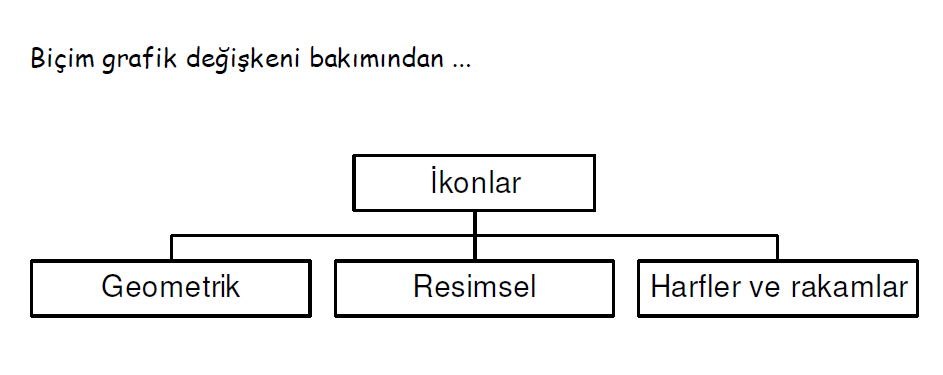 Biçim grafik değişkeni bakımından ...
İkonlar
Geometrik
Resimsel
Harfler ve rakamlar